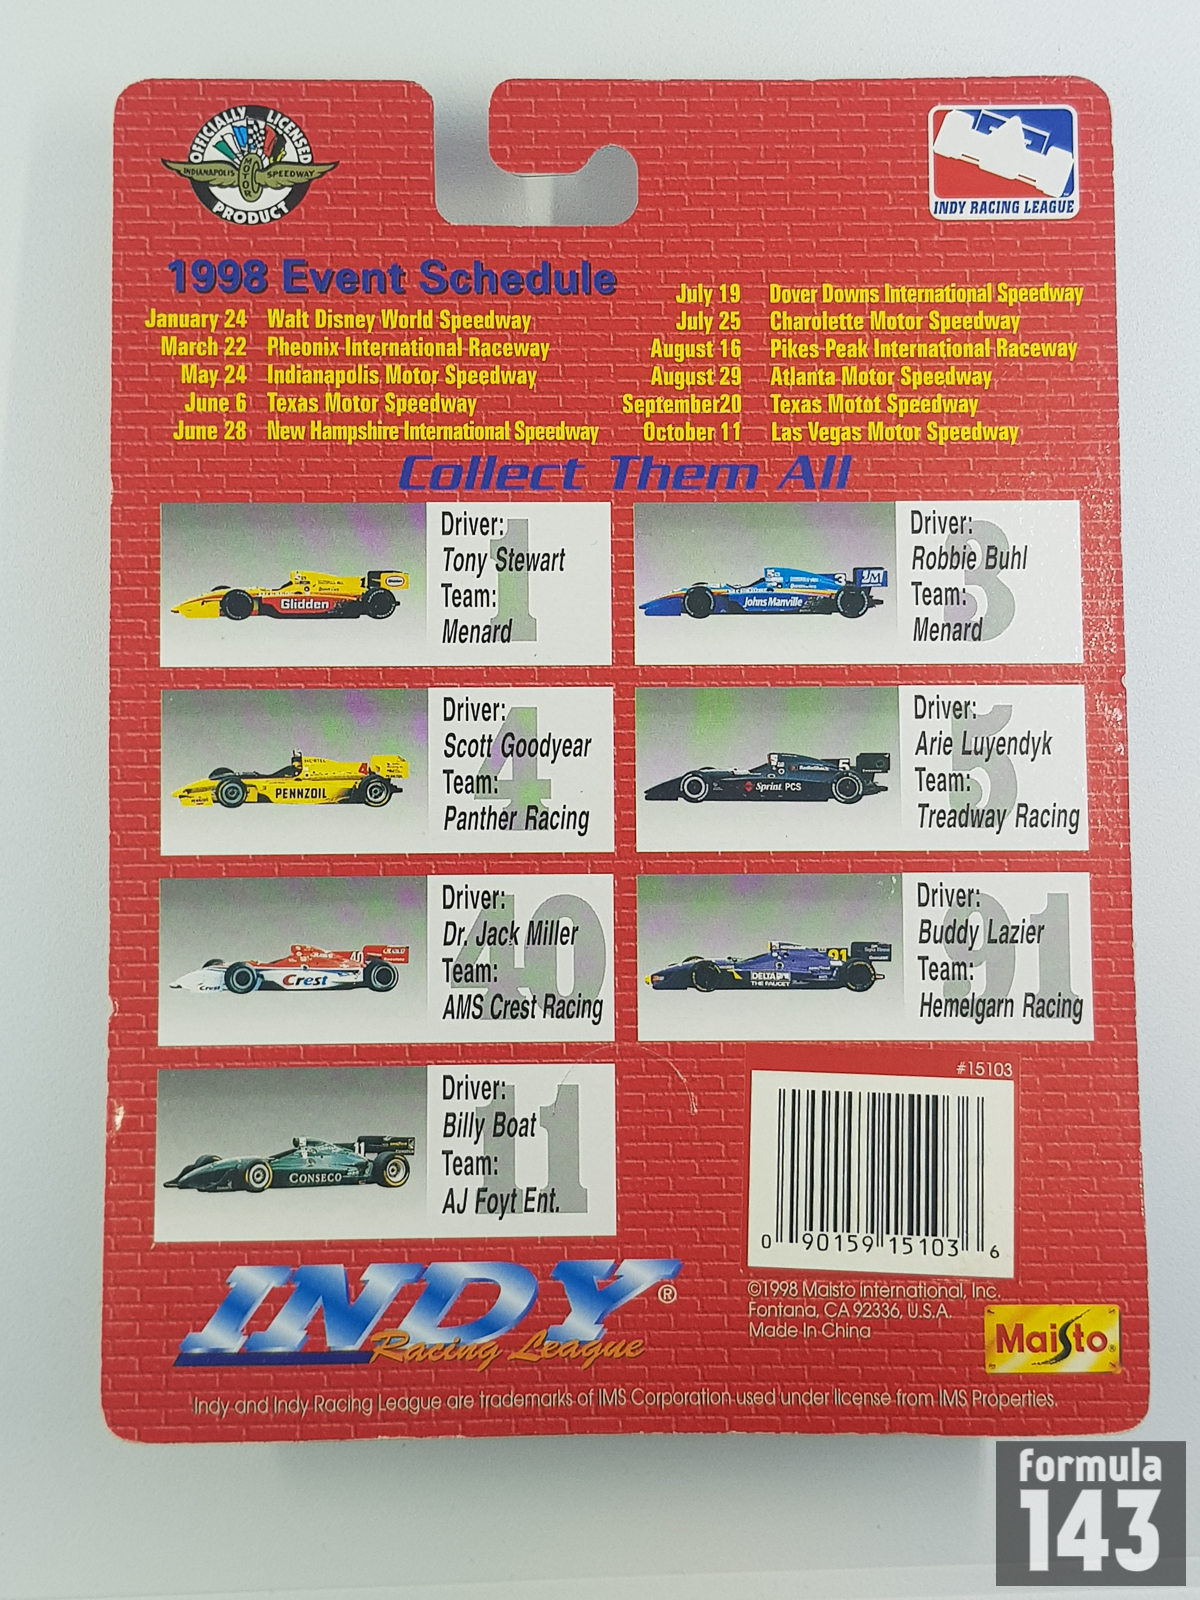 OFFICIALLY LICENSED
INDIANAPOLIS MOTOR SPEEDWAY
PRODUCT
INDY RACING LEAGUE
1998 Event Schedule
January 24 Walt Disney World Speedway
March 22 Pheonix International Raceway
May 24 Indianapolis Motor Speedway
June 6 Texas Motor Speedway
June 28 New Hampshire International Speedway
July 19 Dover Downs International Speedway
July 25 Charolette Motor Speedway
August 16 Pikes Peak International Raceway
August 29 Atlanta Motor Speedway
September20 Texas Motot Speedway
October 11 Las Vegas Motor Speedway
Collect Them All
Glidden
1
Driver:
Tony Stewart
Team:
Menard
Johns Manville
3
Driver:
Robbie Buhl
Team:
Menard
PENNZOIL
4
Driver:
Scott Goodyear
Team:
Panther Racing
Sprint PCS
5
Driver:
Arie Luyendyk
Team:
Treadway Racing
Crest
40
Driver:
Dr. Jack Miller
Team:
AMS Crest Racing
DELTA
THE FAUCET
91
Driver:
Buddy Lazier
Team:
Hemelgarn Racing
CONSECO
11
Driver:
Billy Boat
Team:
AJ Foyt Ent.
#15103
0 90159 15103 6
©1998 Maisto International, Inc.
Fontana, CA 92336, U.S.A.
Made In China
Maisto®
INDY®
Racing League
Indy and Indy Racing League are trademarks of IMS Corporation used under license from IMS Properties.
formula
143